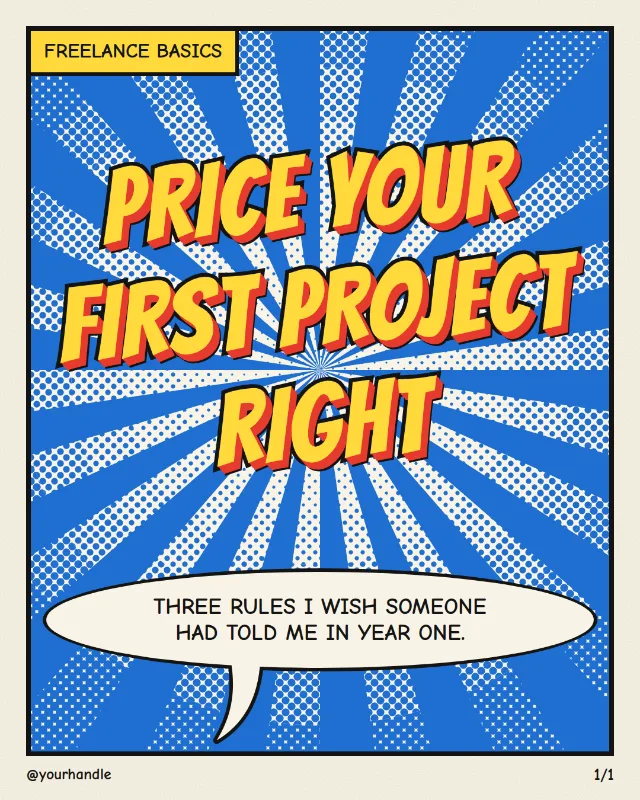 FREELANCE BASICS
PRICE YOUR
FIRST PROJECT
RIGHT
THREE RULES I WISH SOMEONE
HAD TOLD ME IN YEAR ONE.
@yourhandle
1/1